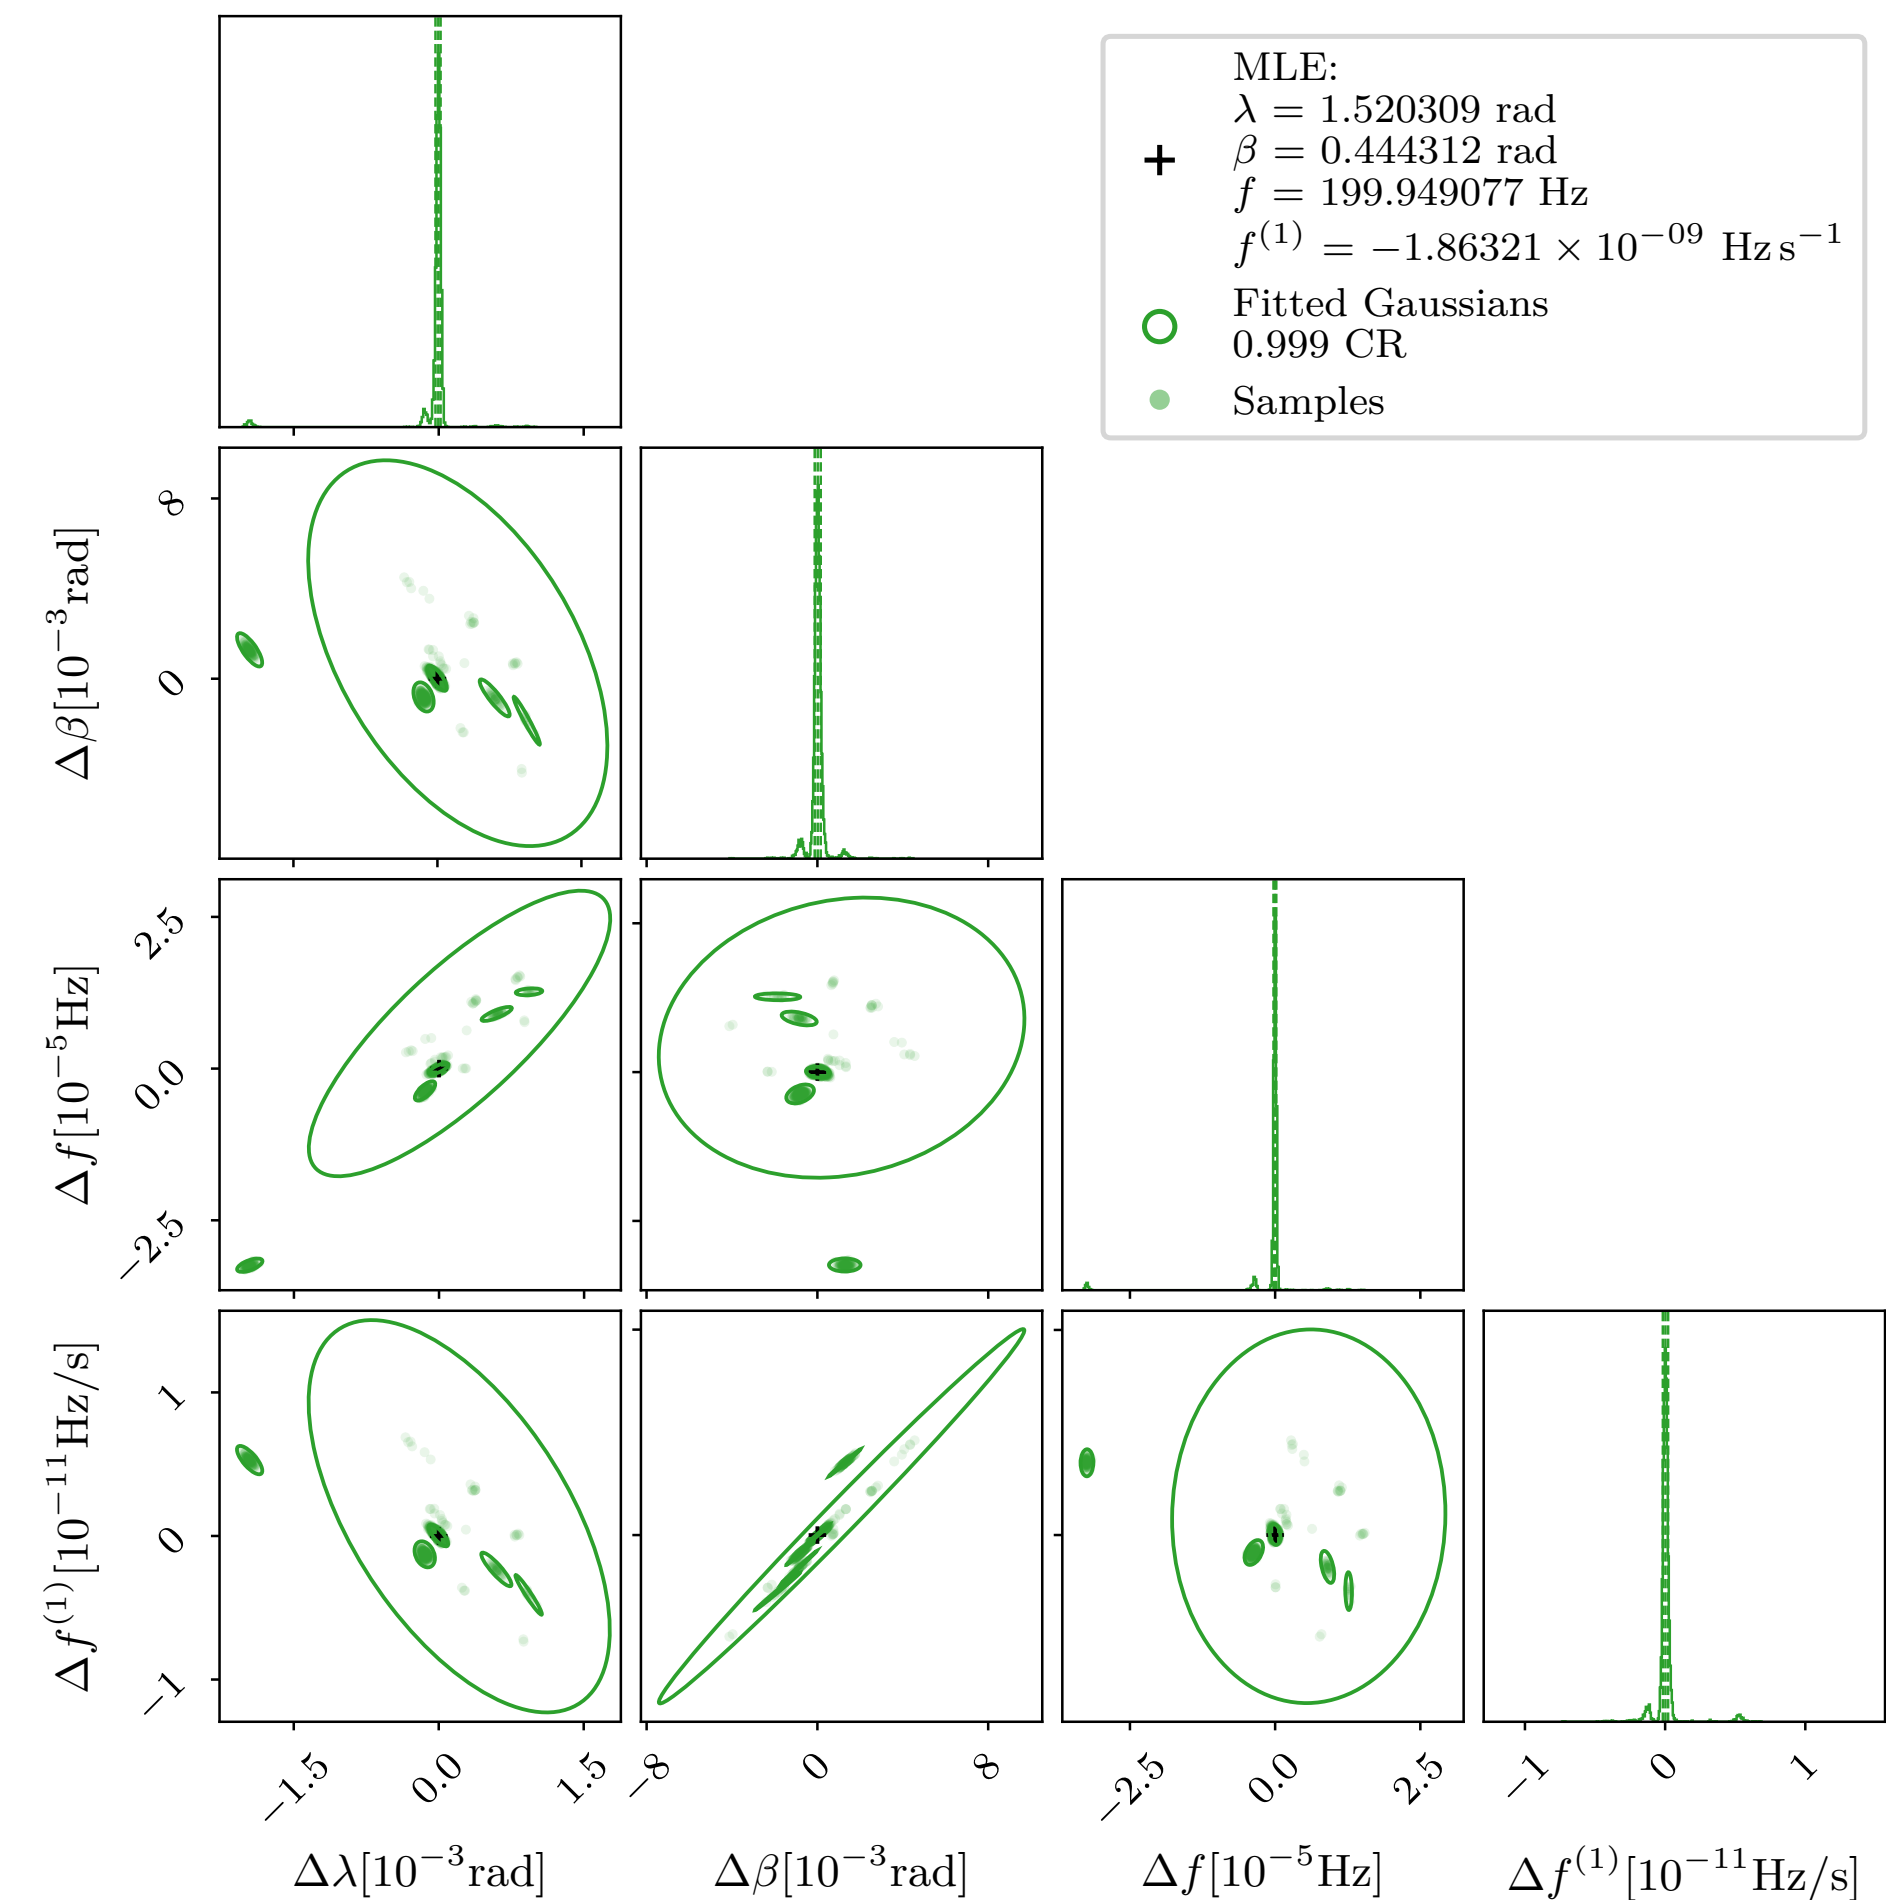 MLE:
λ = 1.520309 rad
β = 0.444312 rad
f = 199.949077 Hz
f⁽¹⁾ = −1.86321 × 10⁻⁰⁹ Hz s⁻¹
Fitted Gaussians
0.999 CR
Samples
8
0
Δβ[10⁻³rad]
2.5
0.0
−2.5
Δf[10⁻⁵Hz]
1
0
−1
Δf⁽¹⁾[10⁻¹¹Hz/s]
−1.5 0.0 1.5 −8 0 8 −2.5 0.0 2.5 −1 0 1
Δλ[10⁻³rad] Δβ[10⁻³rad] Δf[10⁻⁵Hz] Δf⁽¹⁾[10⁻¹¹Hz/s]